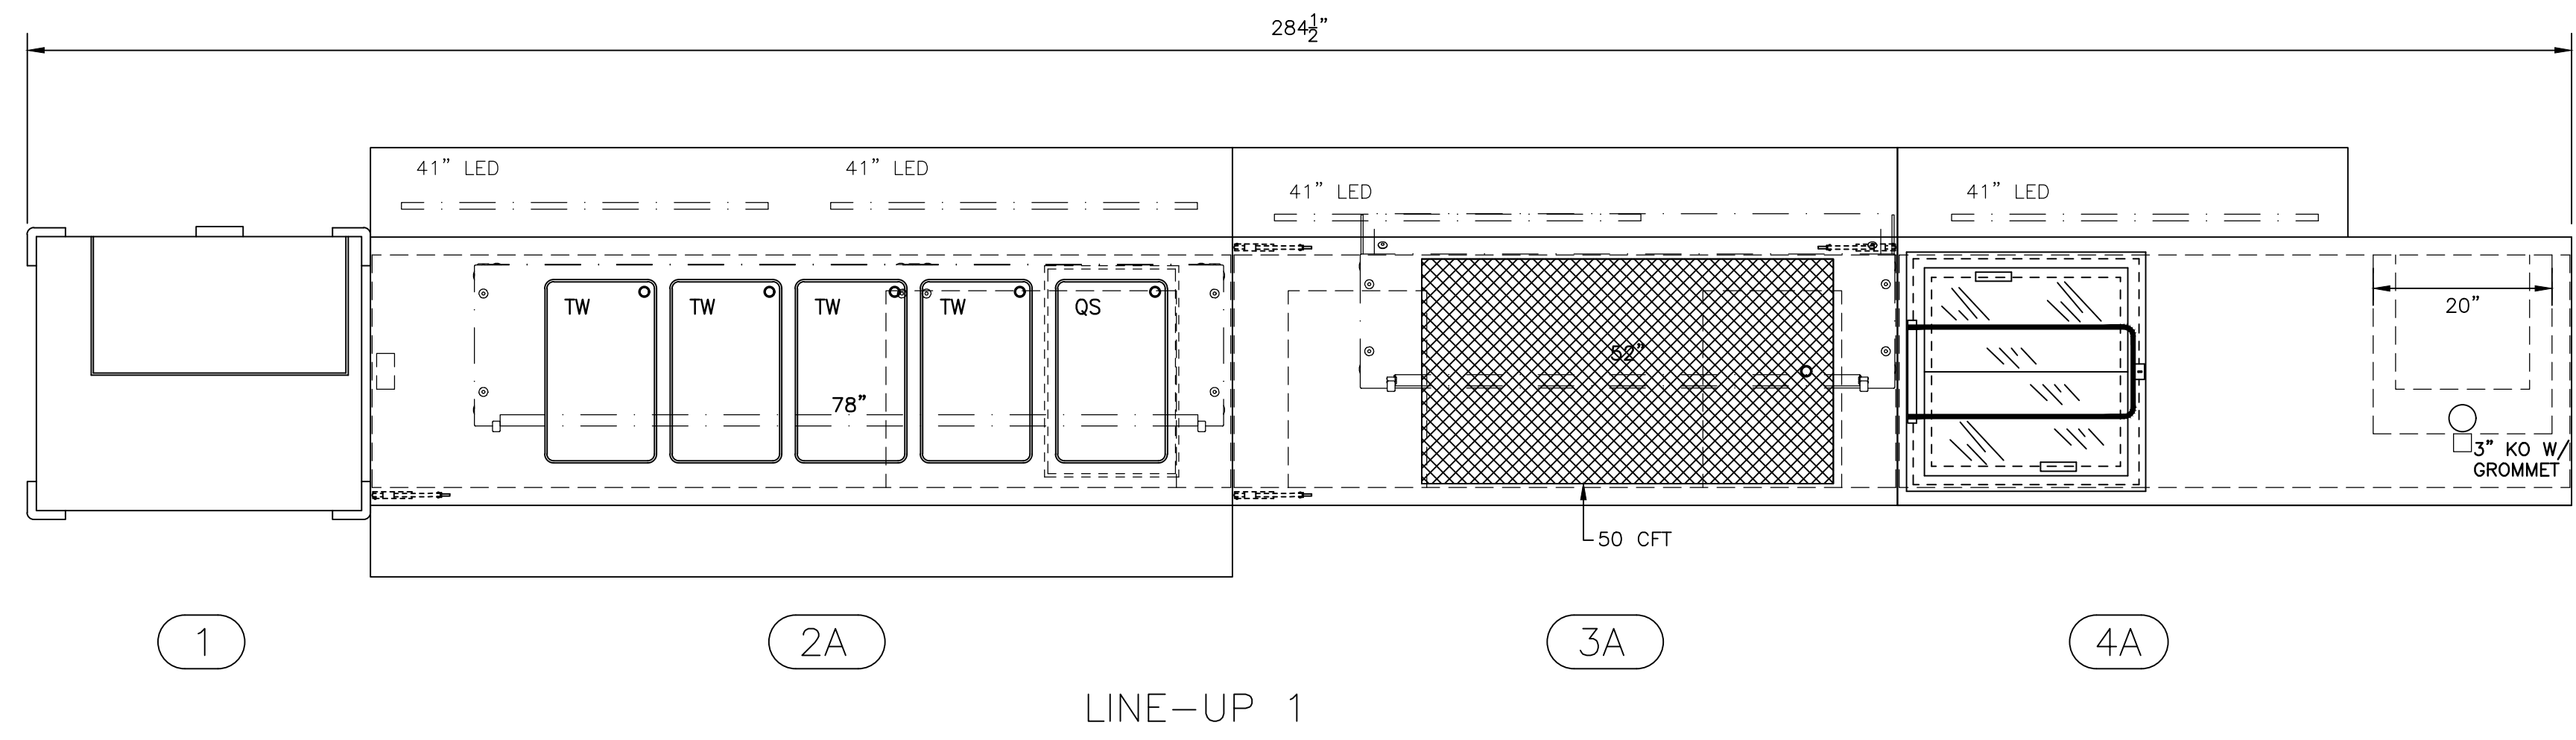 284½”
41” LED
41” LED
41” LED
41” LED
TW
TW
TW
TW
QS
78”
52”
20”
3” KO W/
GROMMET
50 CFT
1
2A
3A
4A
LINE-UP 1